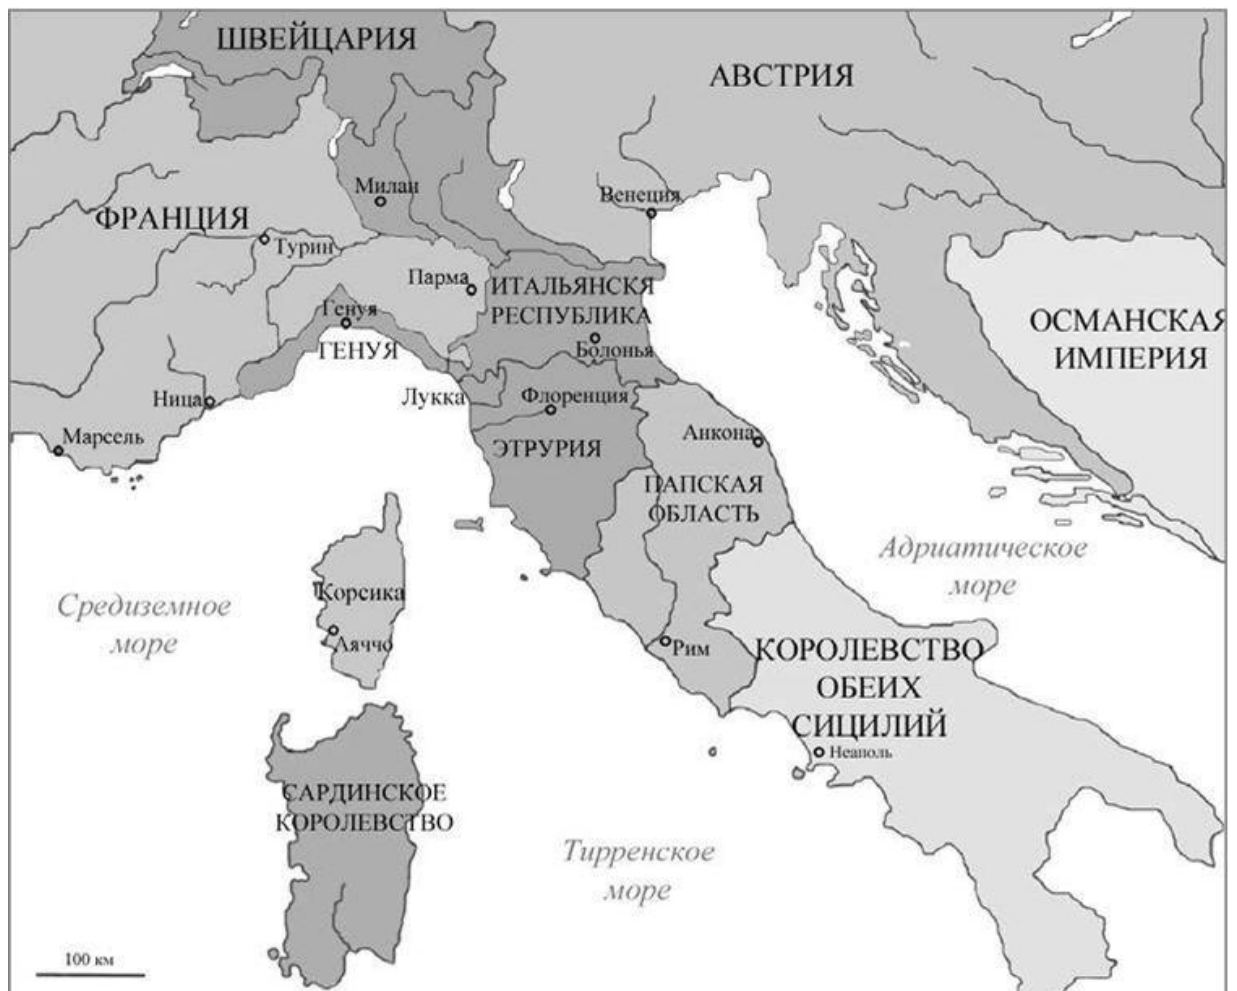 ШВЕЙЦАРИЯ
АВСТРИЯ
Милан
Венеция
ФРАНЦИЯ
Турин
Парма
ИТАЛЬЯНСКЯ
РЕСПУБЛИКА
Генуя
ГЕНУЯ
Болонья
ОСМАНСКАЯ
ИМПЕРИЯ
Ница
Лукка
Флоренция
Марсель
Анкона
ЭТРУРИЯ
ПАПСКАЯ
ОБЛАСТЬ
Адриатическое
море
Средиземное
море
Корсика
Аяччо
Рим
КОРОЛЕВСТВО
ОБЕИХ
СИЦИЛИЙ
Неаполь
САРДИНСКОЕ
КОРОЛЕВСТВО
Тирренское
море
100 км